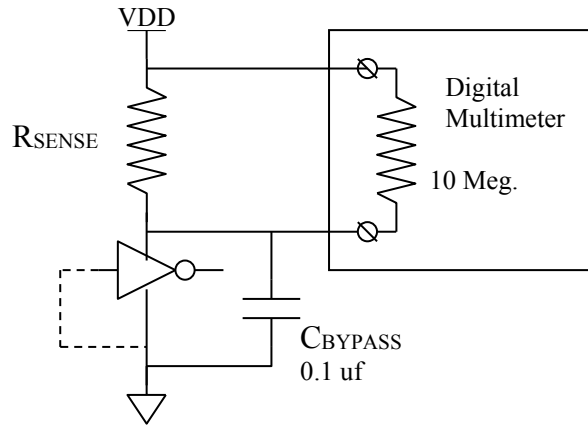 VDD
Digital
Multimeter
RSENSE
10 Meg.
CBYPASS
0.1 uf